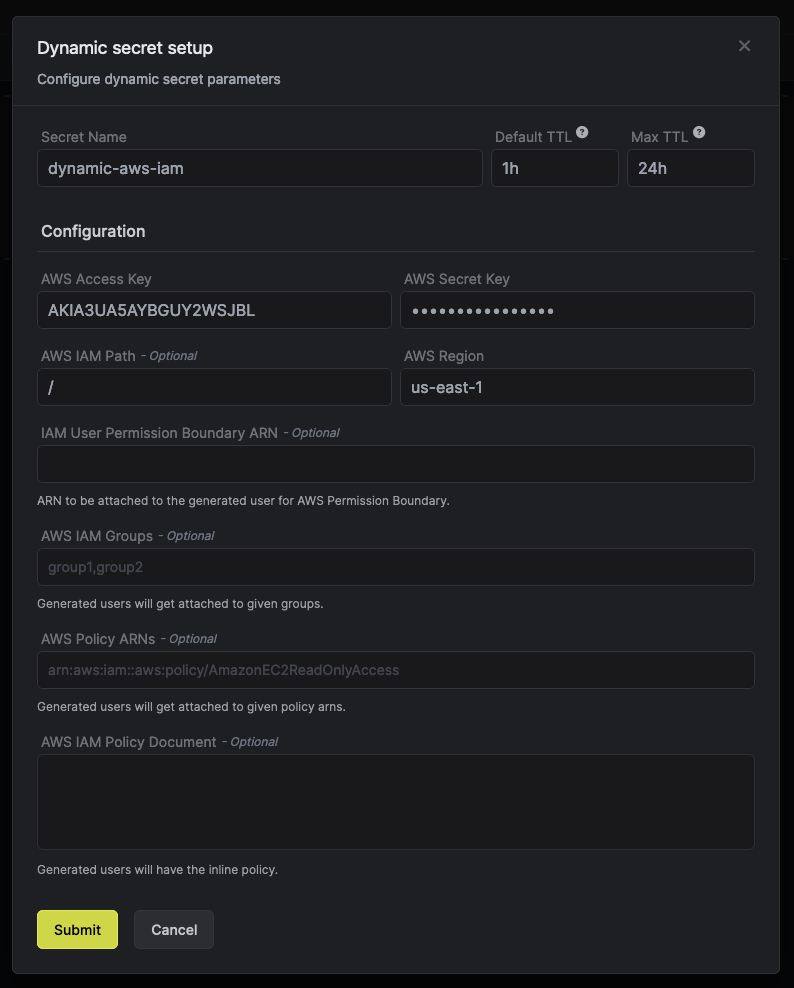 Dynamic secret setup
Configure dynamic secret parameters
Secret Name
Default TTL ?
Max TTL ?
dynamic-aws-iam
1h
24h
Configuration
AWS Access Key
AWS Secret Key
AKIA3UA5AYBGUY2WSJBL
••••••••••••••••
AWS IAM Path - Optional
AWS Region
/
us-east-1
IAM User Permission Boundary ARN - Optional
ARN to be attached to the generated user for AWS Permission Boundary.
AWS IAM Groups - Optional
group1,group2
Generated users will get attached to given groups.
AWS Policy ARNs - Optional
arn:aws:iam::aws:policy/AmazonEC2ReadOnlyAccess
Generated users will get attached to given policy arns.
AWS IAM Policy Document - Optional
Generated users will have the inline policy.
Submit
Cancel